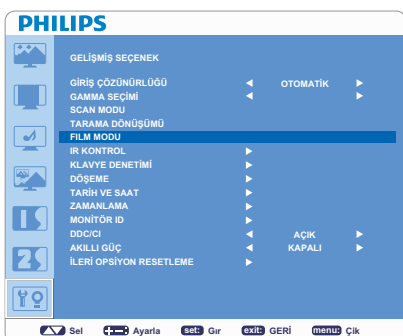 PHILIPS
GELİŞMİŞ SEÇENEK
GİRİŞ ÇÖZÜNÜRLÜĞÜ OTOMATİK
GAMMA SEÇİMİ
SCAN MODU
TARAMA DÖNÜŞÜMÜ
FILM MODU
IR KONTROL
KLAVYE DENETİMİ
DÖŞEME
TARİH VE SAAT
ZAMANLAMA
MONİTÖR ID
DDC/CI AÇIK
AKILLI GÜÇ KAPALI
İLERİ OPSİYON RESETLEME
Sel Ayarla set: Gır exit: GERİ menu: Çik